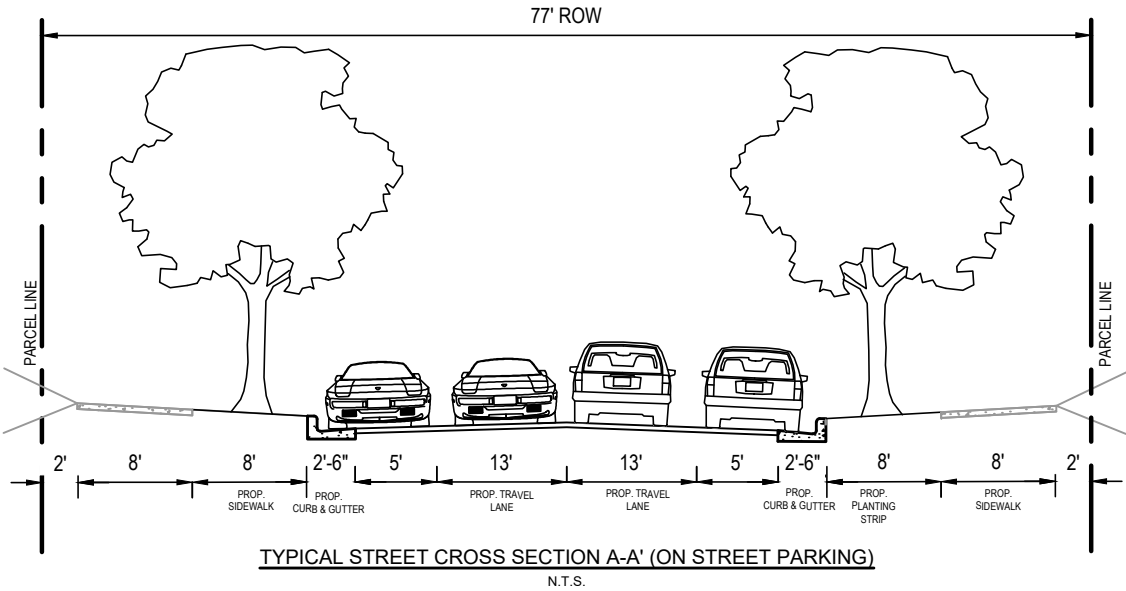 77' ROW
PARCEL LINE
PARCEL LINE
2' 8' 8' 2'-6" 5' 13' 13' 5' 2'-6" 8' 8' 2'
PROP.
SIDEWALK
PROP.
CURB & GUTTER
PROP. TRAVEL
LANE
PROP. TRAVEL
LANE
PROP.
CURB & GUTTER
PROP.
PLANTING
STRIP
PROP.
SIDEWALK
TYPICAL STREET CROSS SECTION A-A' (ON STREET PARKING)
N.T.S.